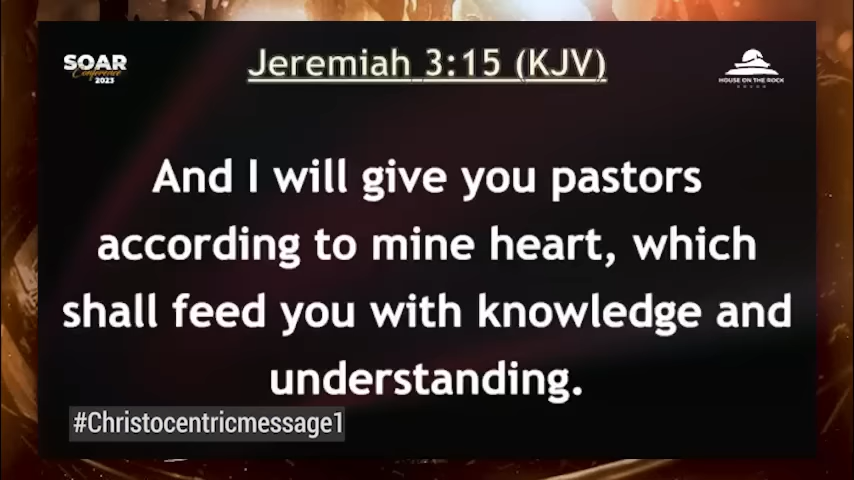 SOAR
Conference
2023
Jeremiah 3:15 (KJV)
HOUSE ON THE ROCK
And I will give you pastors
according to mine heart, which
shall feed you with knowledge and
understanding.
#Christocentricmessage1